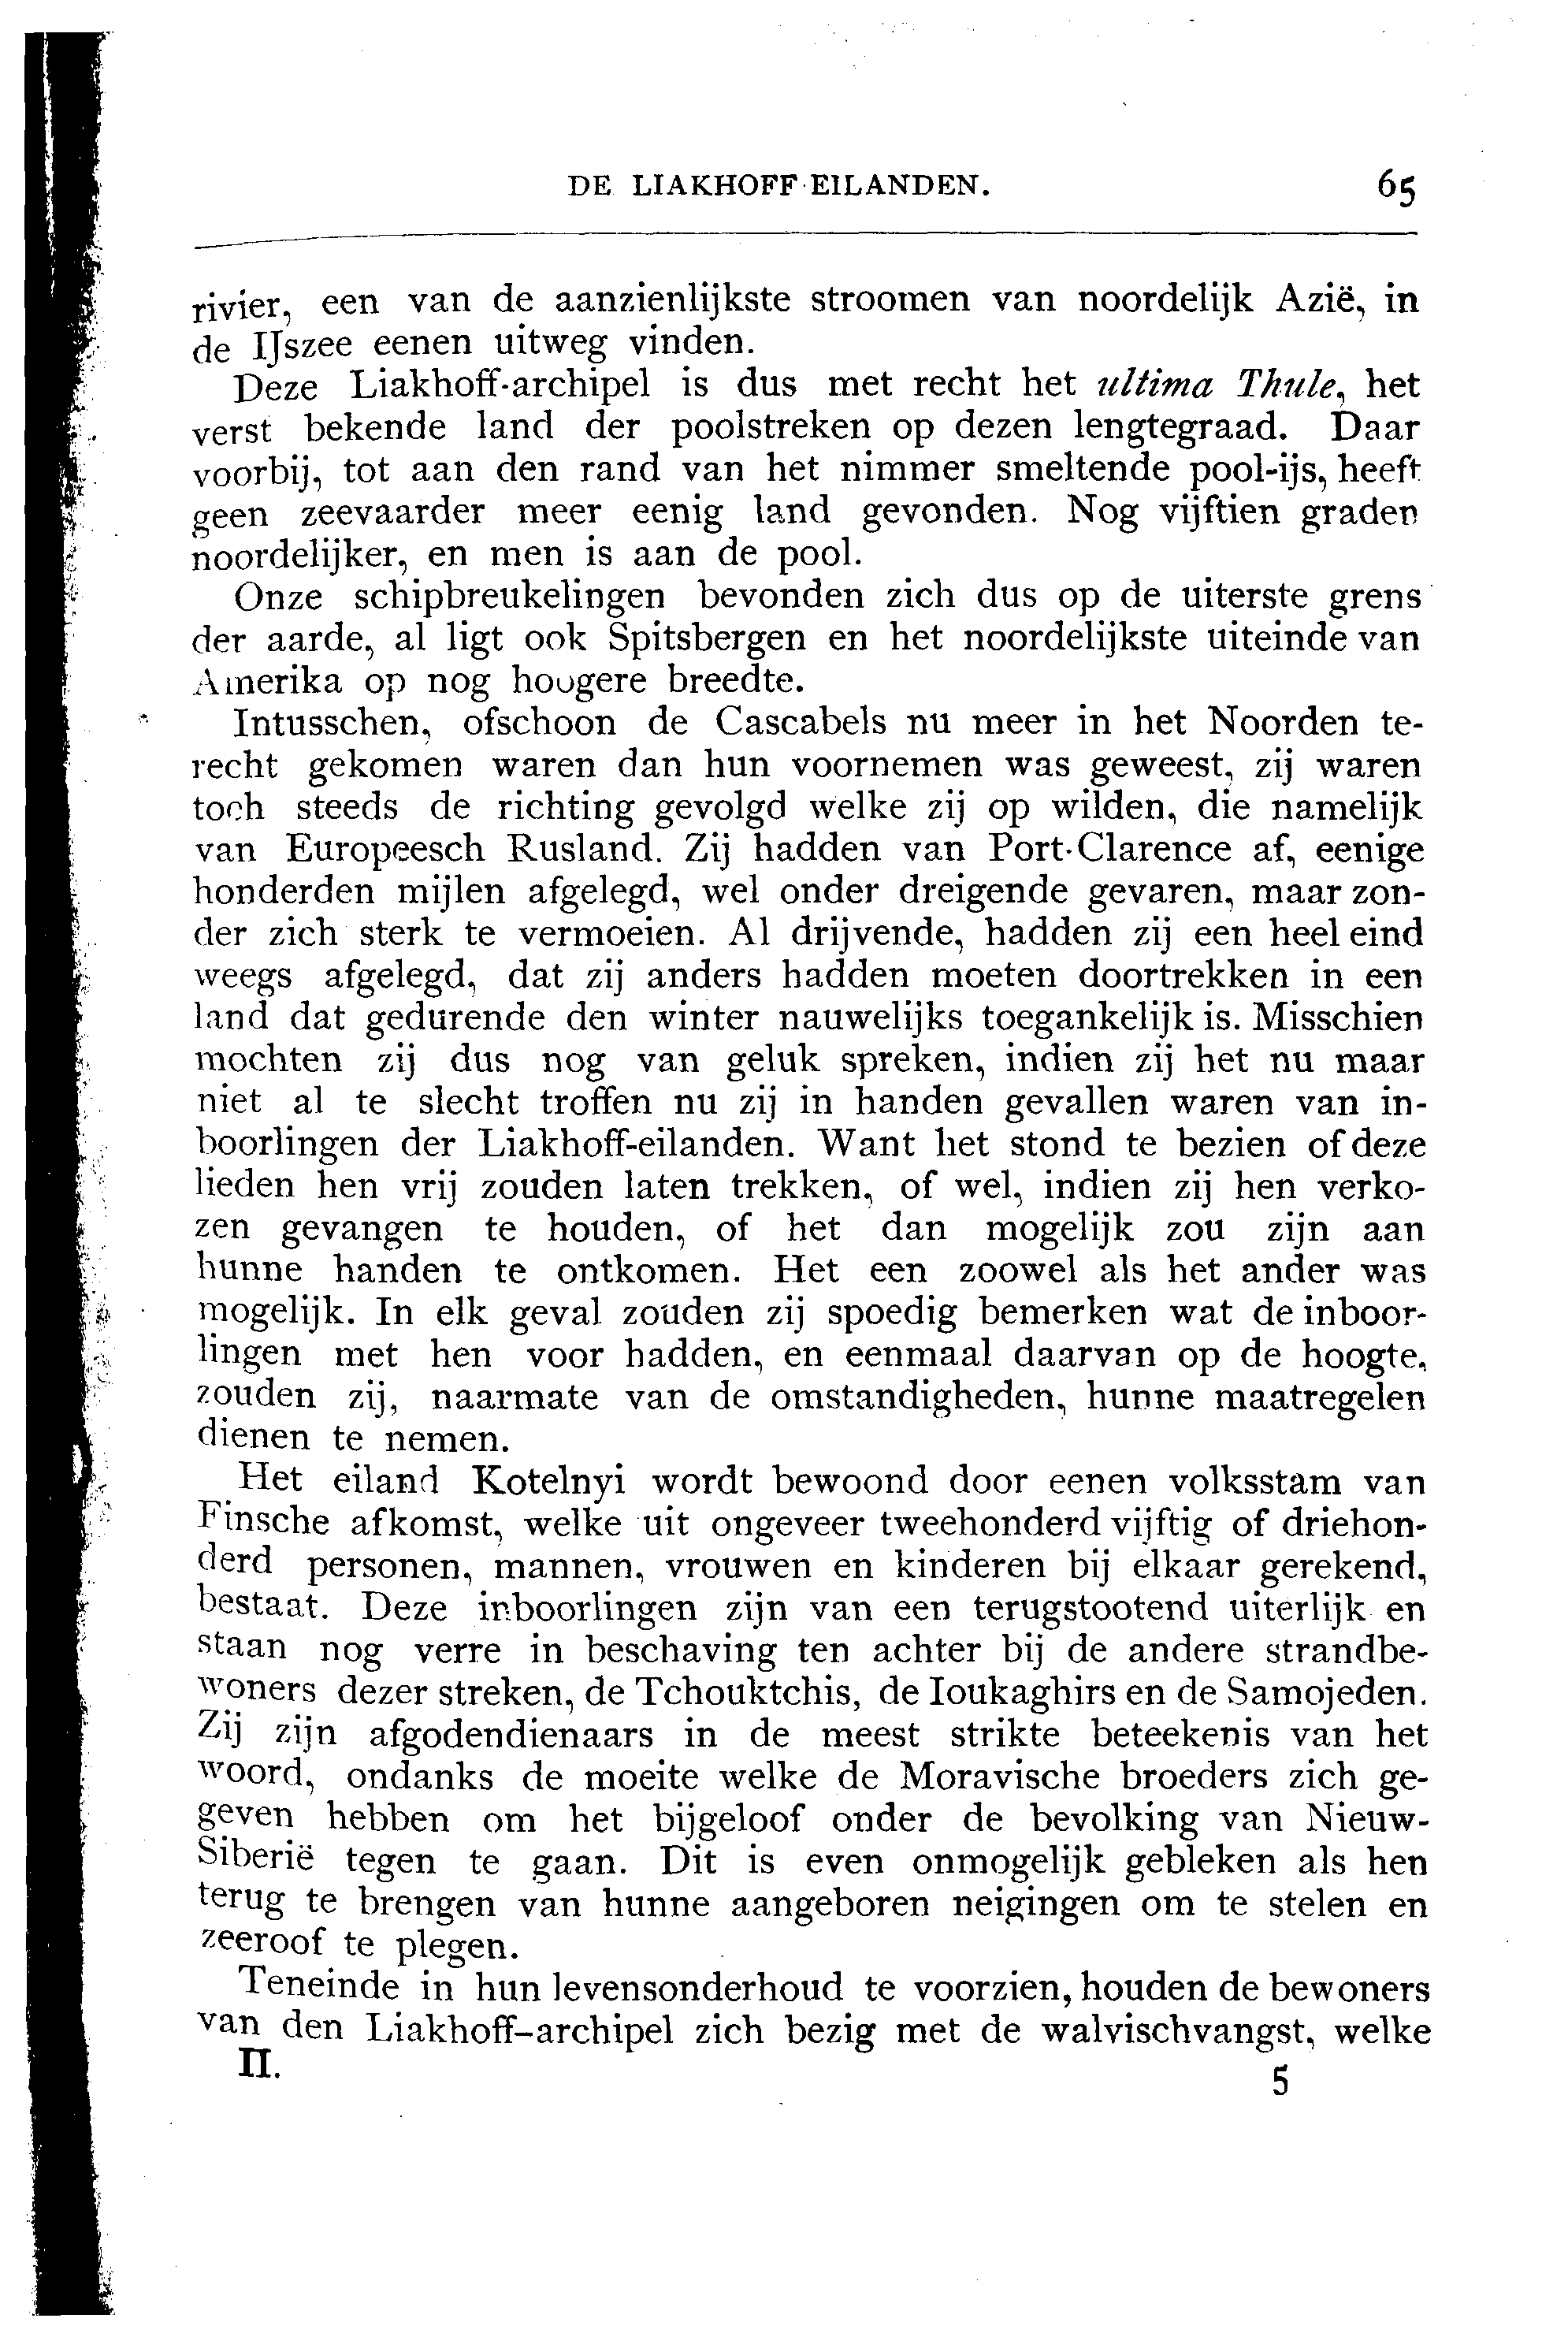 DE LIAKHOFF-EILANDEN. 65
rivier, een van de aanzienlijkste stroomen van noordelijk Azië, in
de IJszee eenen uitweg vinden.
Deze Liakhoff-archipel is dus met recht het ultima Thule, het
verst bekende land der poolstreken op dezen lengtegraad. Daar
voorbij, tot aan den rand van het nimmer smeltende pool-ijs, heeft
geen zeevaarder meer eenig land gevonden. Nog vijftien graden
noordelijker, en men is aan de pool.
Onze schipbreukelingen bevonden zich dus op de uiterste grens
der aarde, al ligt ook Spitsbergen en het noordelijkste uiteinde van
Amerika op nog hoogere breedte.
Intusschen, ofschoon de Cascabels nu meer in het Noorden te-
recht gekomen waren dan hun voornemen was geweest, zij waren
toch steeds de richting gevolgd welke zij op wilden, die namelijk
van Europeesch Rusland. Zij hadden van Port-Clarence af, eenige
honderden mijlen afgelegd, wel onder dreigende gevaren, maar zon-
der zich sterk te vermoeien. Al drijvende, hadden zij een heel eind
weegs afgelegd, dat zij anders hadden moeten doortrekken in een
land dat gedurende den winter nauwelijks toegankelijk is. Misschien
mochten zij dus nog van geluk spreken, indien zij het nu maar
niet al te slecht troffen nu zij in handen gevallen waren van in-
boorlingen der Liakhoff-eilanden. Want het stond te bezien of deze
lieden hen vrij zouden laten trekken, of wel, indien zij hen verko-
zen gevangen te houden, of het dan mogelijk zou zijn aan
hunne handen te ontkomen. Het een zoowel als het ander was
mogelijk. In elk geval zouden zij spoedig bemerken wat de inboor-
lingen met hen voor hadden, en eenmaal daarvan op de hoogte,
zouden zij, naarmate van de omstandigheden, hunne maatregelen
dienen te nemen.
Het eiland Kotelnyi wordt bewoond door eenen volksstam van
Finsche afkomst, welke uit ongeveer tweehonderd vijftig of driehon-
derd personen, mannen, vrouwen en kinderen bij elkaar gerekend,
bestaat. Deze inboorlingen zijn van een terugstootend uiterlijk en
staan nog verre in beschaving ten achter bij de andere strandbe-
woners dezer streken, de Tchouktchis, de Ioukaghirs en de Samojeden.
Zij zijn afgodendienaars in de meest strikte beteekenis van het
woord, ondanks de moeite welke de Moravische broeders zich ge-
geven hebben om het bijgeloof onder de bevolking van Nieuw-
Siberië tegen te gaan. Dit is even onmogelijk gebleken als hen
terug te brengen van hunne aangeboren neigingen om te stelen en
zeeroof te plegen.
Teneinde in hun levensonderhoud te voorzien, houden de bewoners
van den Liakhoff-archipel zich bezig met de walvischvangst, welke
II. 5